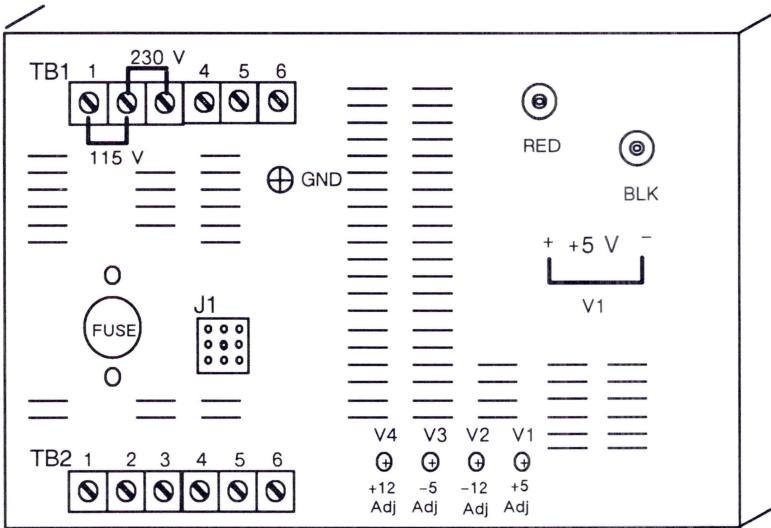 230 V
TB1 1 4 5 6
115 V
GND
RED
BLK
+ +5 V −
V1
FUSE
J1
V4 V3 V2 V1
+12 −5 −12 +5
Adj Adj Adj Adj
TB2 1 2 3 4 5 6